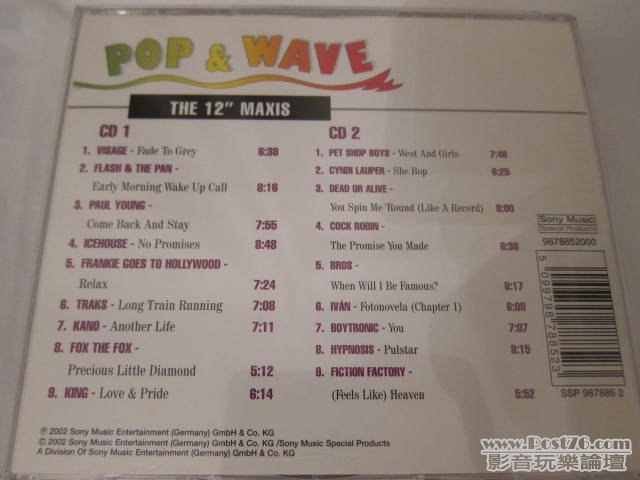 POP & WAVE
THE 12" MAXIS
CD 1
1. VISAGE - Fade To Grey 6:38
2. FLASH & THE PAN -
Early Morning Wake Up Call 8:16
3. PAUL YOUNG -
Come Back And Stay 7:55
4. ICEHOUSE - No Promises 8:48
5. FRANKIE GOES TO HOLLYWOOD -
Relax 7:24
6. TRAKS - Long Train Running 7:08
7. KANO - Another Life 7:11
8. FOX THE FOX -
Precious Little Diamond 5:12
9. KING - Love & Pride 6:14
CD 2
1. PET SHOP BOYS - West And Girls 7:46
2. CYNDI LAUPER - She Bop 6:25
3. DEAD OR ALIVE -
You Spin Me 'Round (Like A Record) 8:00
4. COCK ROBIN -
The Promise You Made 6:36
5. BROS -
When Will I Be Famous? 8:17
6. IVÁN - Fotonovela (Chapter 1) 6:08
7. BOYTRONIC - You 7:07
8. HYPNOSIS - Pulstar 8:15
9. FICTION FACTORY -
(Feels Like) Heaven 5:52
Sony Music
Special Products
9878852000
5 099798 788523
SSP 987885 2
℗ 2002 Sony Music Entertainment (Germany) GmbH & Co. KG
© 2002 Sony Music Entertainment (Germany) GmbH & Co. KG /Sony Music Special Products
A Division Of Sony Music Entertainment (Germany) GmbH & Co. KG
www.Post76.com
影音玩樂論壇